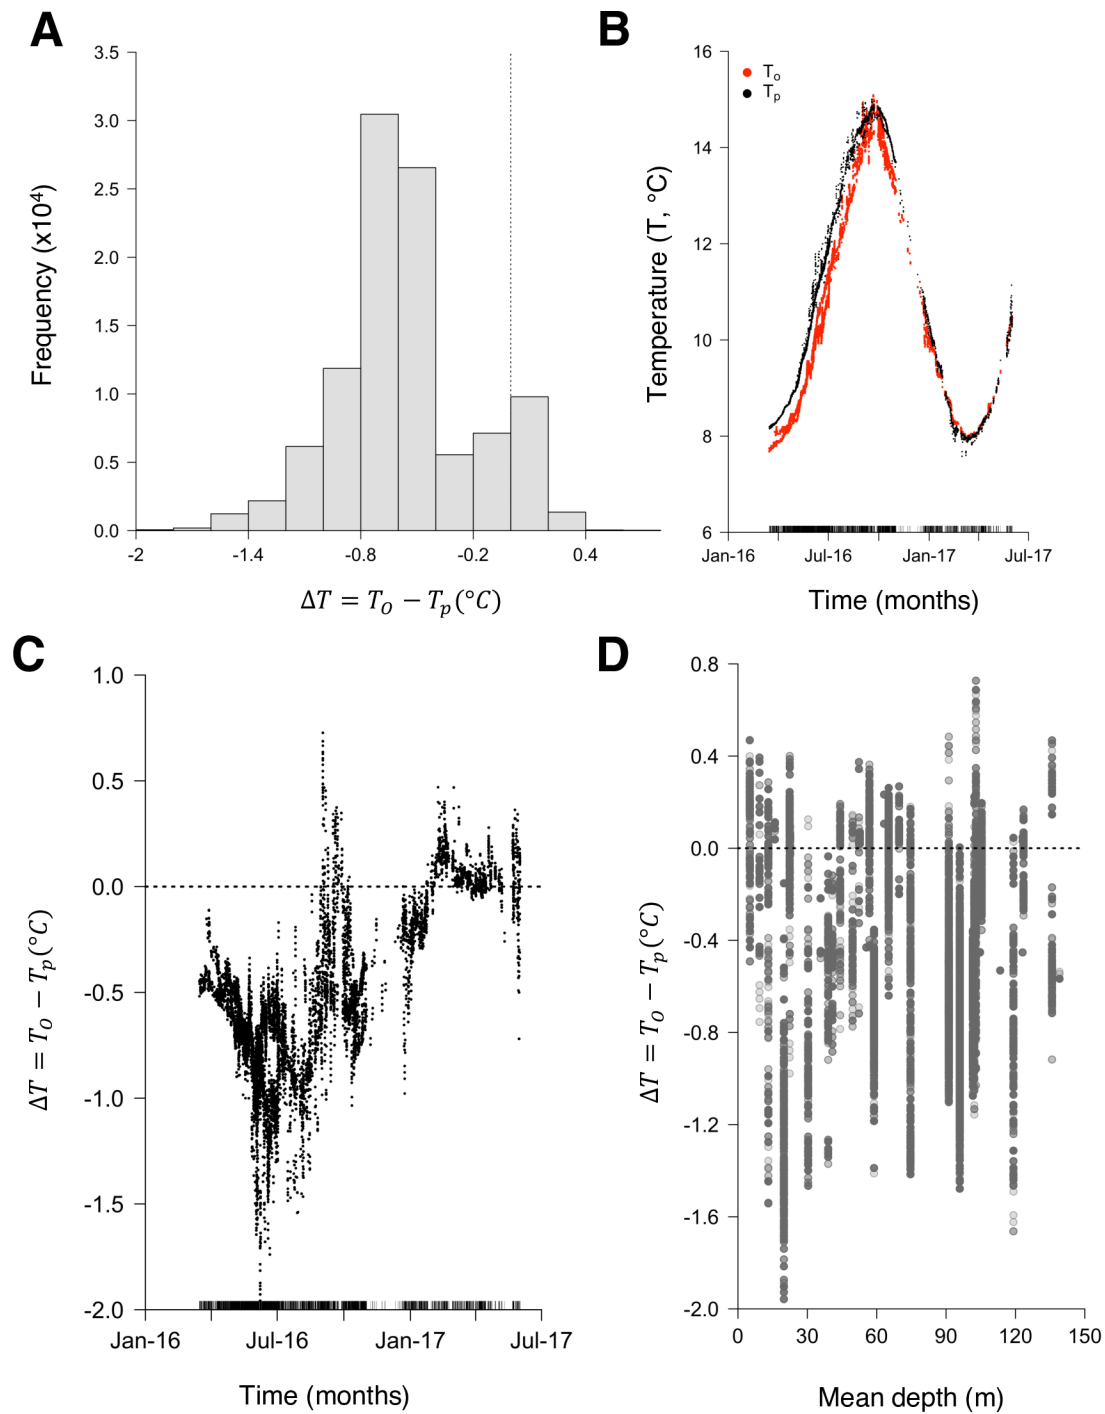 A
3.5
3.0
2.5
2.0
1.5
1.0
0.5
0.0
Frequency (x10⁴)
-2 -1.4 -0.8 -0.2 0.4
ΔT = T_O − T_p(°C)
B
16
14
12
10
8
6
T_o
T_p
Temperature (T, °C)
Jan-16 Jul-16 Jan-17 Jul-17
Time (months)
C
1.0
0.5
0.0
-0.5
-1.0
-1.5
-2.0
ΔT = T_O − T_p(°C)
Jan-16 Jul-16 Jan-17 Jul-17
Time (months)
D
0.8
0.4
0.0
-0.4
-0.8
-1.2
-1.6
-2.0
ΔT = T_O − T_p(°C)
0 30 60 90 120 150
Mean depth (m)